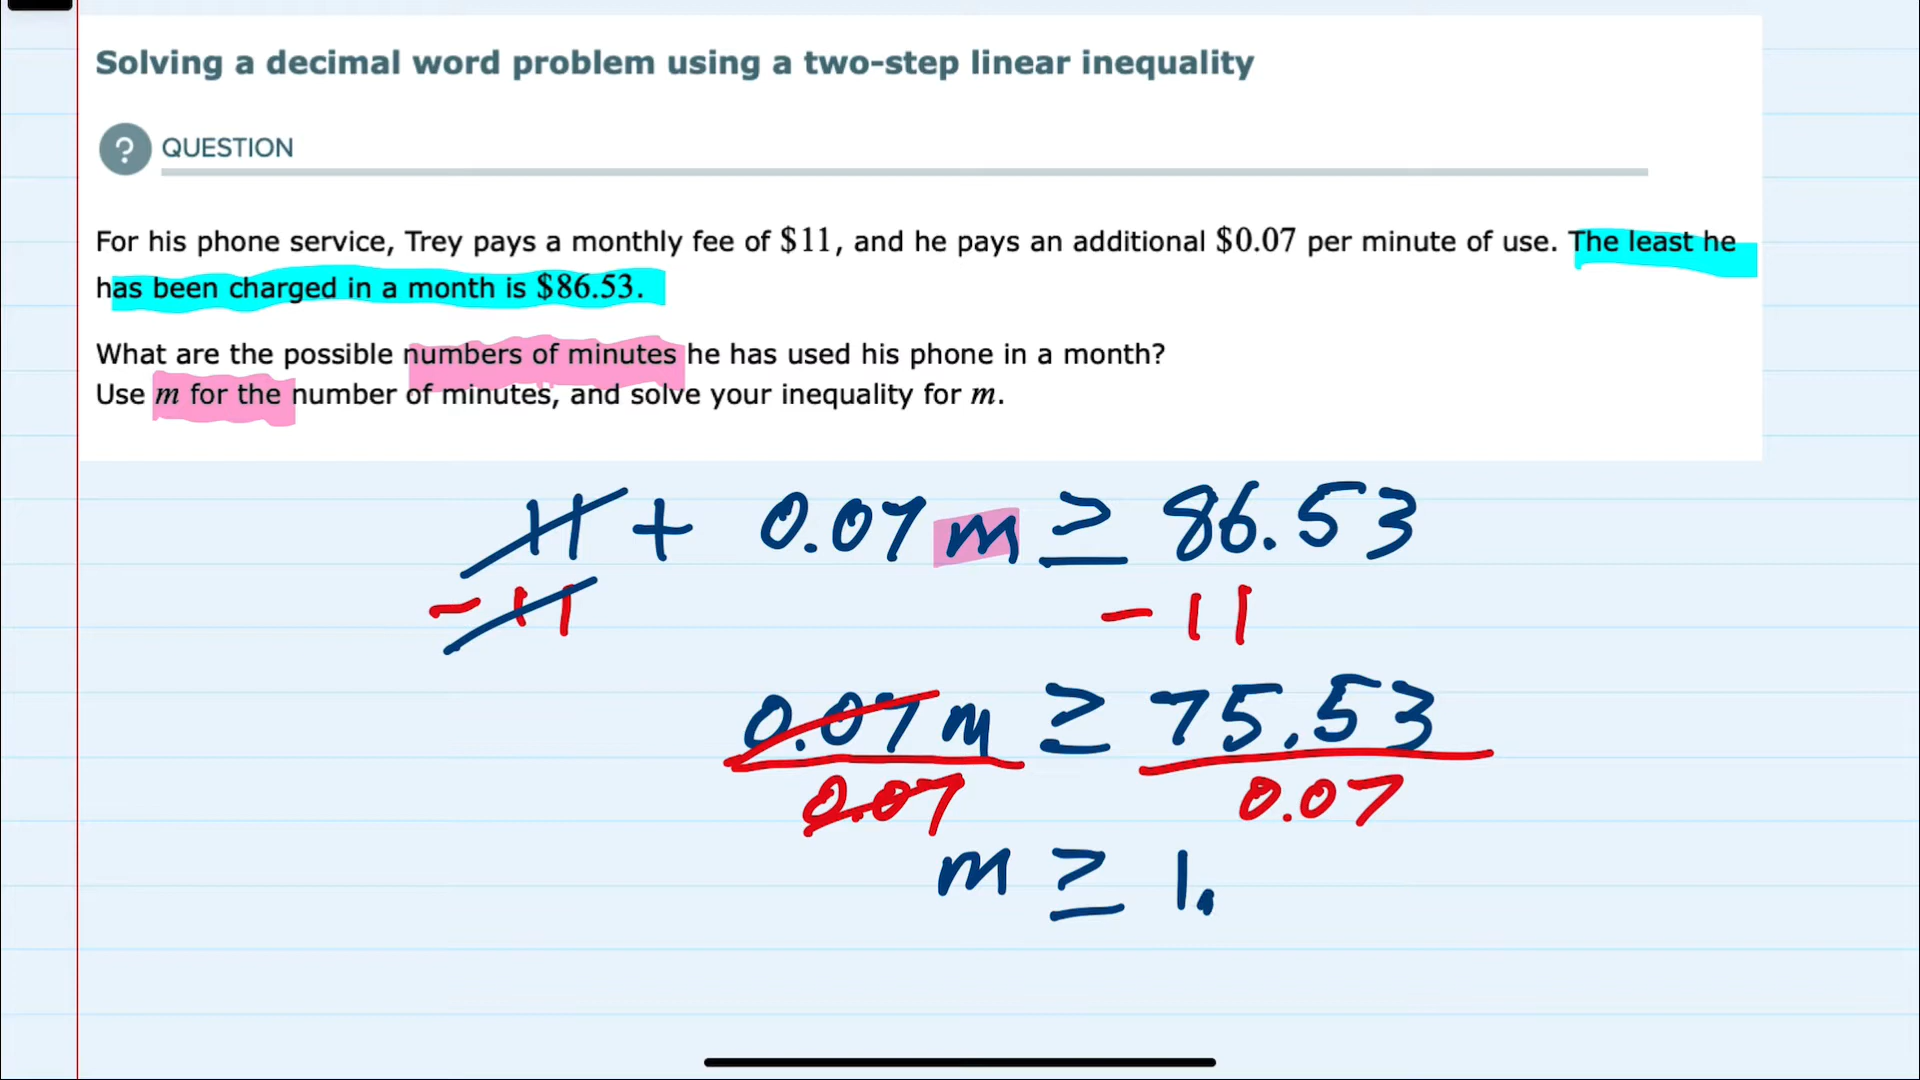 Solving a decimal word problem using a two-step linear inequality
? QUESTION
For his phone service, Trey pays a monthly fee of $11, and he pays an additional $0.07 per minute of use. The least he
has been charged in a month is $86.53.
What are the possible numbers of minutes he has used his phone in a month?
Use m for the number of minutes, and solve your inequality for m.
11 + 0.07 m ≥ 86.53
-11 -11
0.07m ≥ 75.53
0.07 0.07
m ≥ 1,